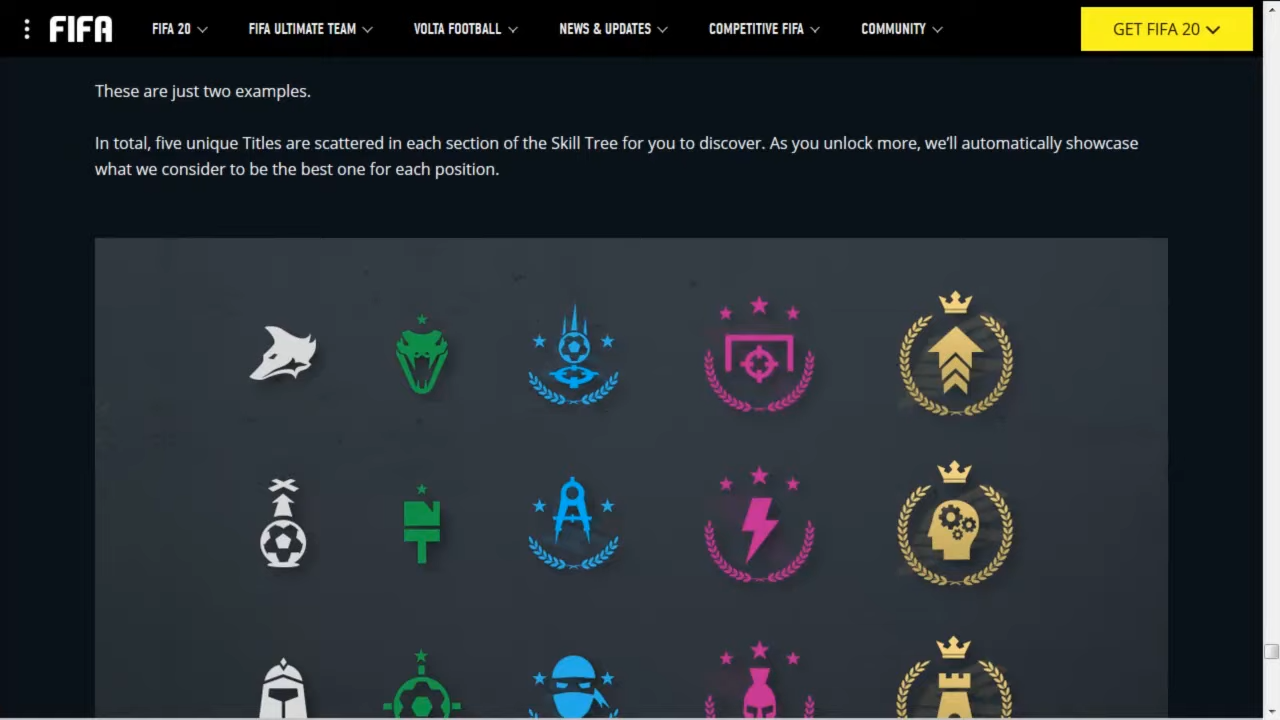 FIFA FIFA 20 FIFA ULTIMATE TEAM VOLTA FOOTBALL NEWS & UPDATES COMPETITIVE FIFA COMMUNITY GET FIFA 20
These are just two examples.
In total, five unique Titles are scattered in each section of the Skill Tree for you to discover. As you unlock more, we'll automatically showcase
what we consider to be the best one for each position.